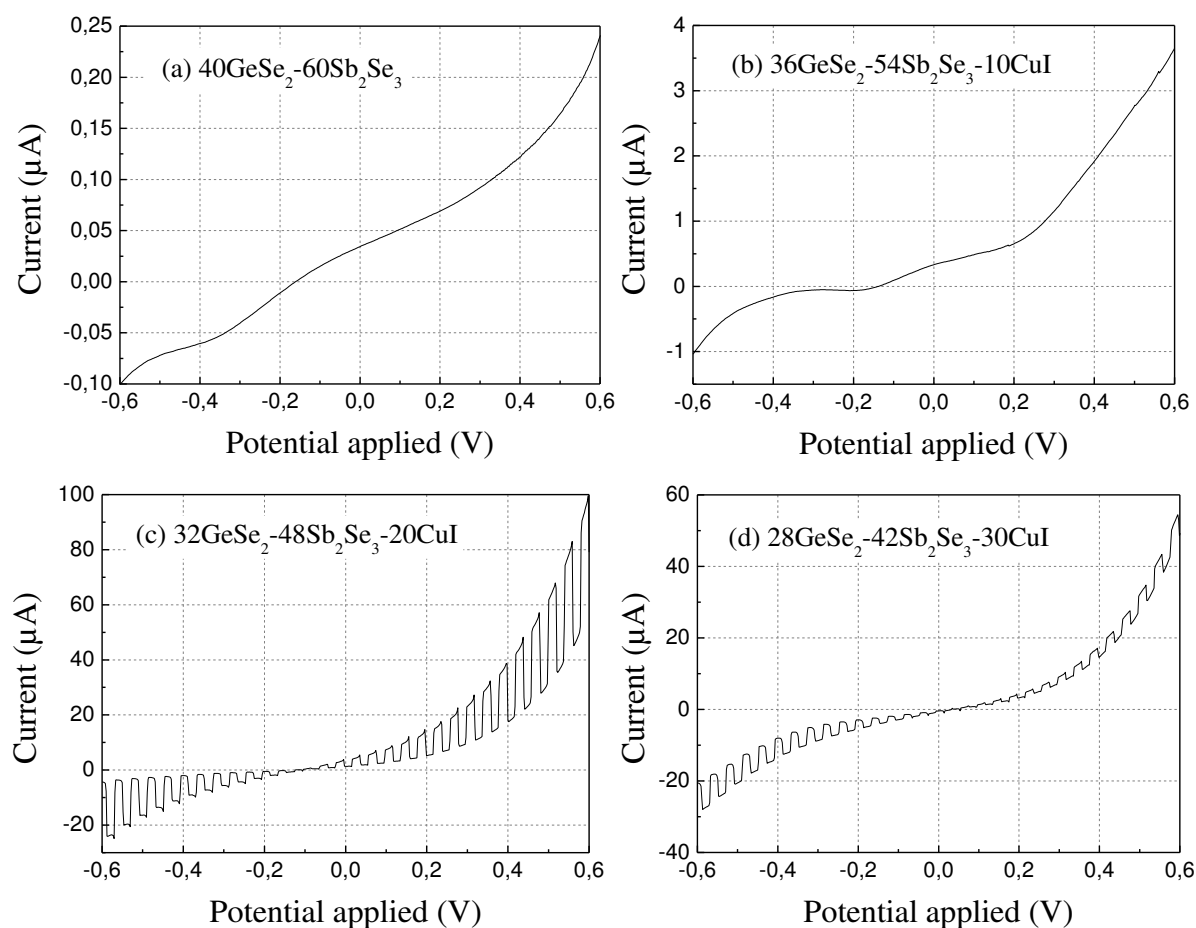 (a) 40GeSe₂-60Sb₂Se₃
0,25
0,20
0,15
0,10
0,05
0,00
-0,05
-0,10
Current (µA)
-0,6 -0,4 -0,2 0,0 0,2 0,4 0,6
Potential applied (V)
(b) 36GeSe₂-54Sb₂Se₃-10CuI
4
3
2
1
0
-1
Current (µA)
-0,6 -0,4 -0,2 0,0 0,2 0,4 0,6
Potential applied (V)
(c) 32GeSe₂-48Sb₂Se₃-20CuI
100
80
60
40
20
0
-20
Current (µA)
-0,6 -0,4 -0,2 0,0 0,2 0,4 0,6
Potential applied (V)
(d) 28GeSe₂-42Sb₂Se₃-30CuI
60
40
20
0
-20
-40
Current (µA)
-0,6 -0,4 -0,2 0,0 0,2 0,4 0,6
Potential applied (V)